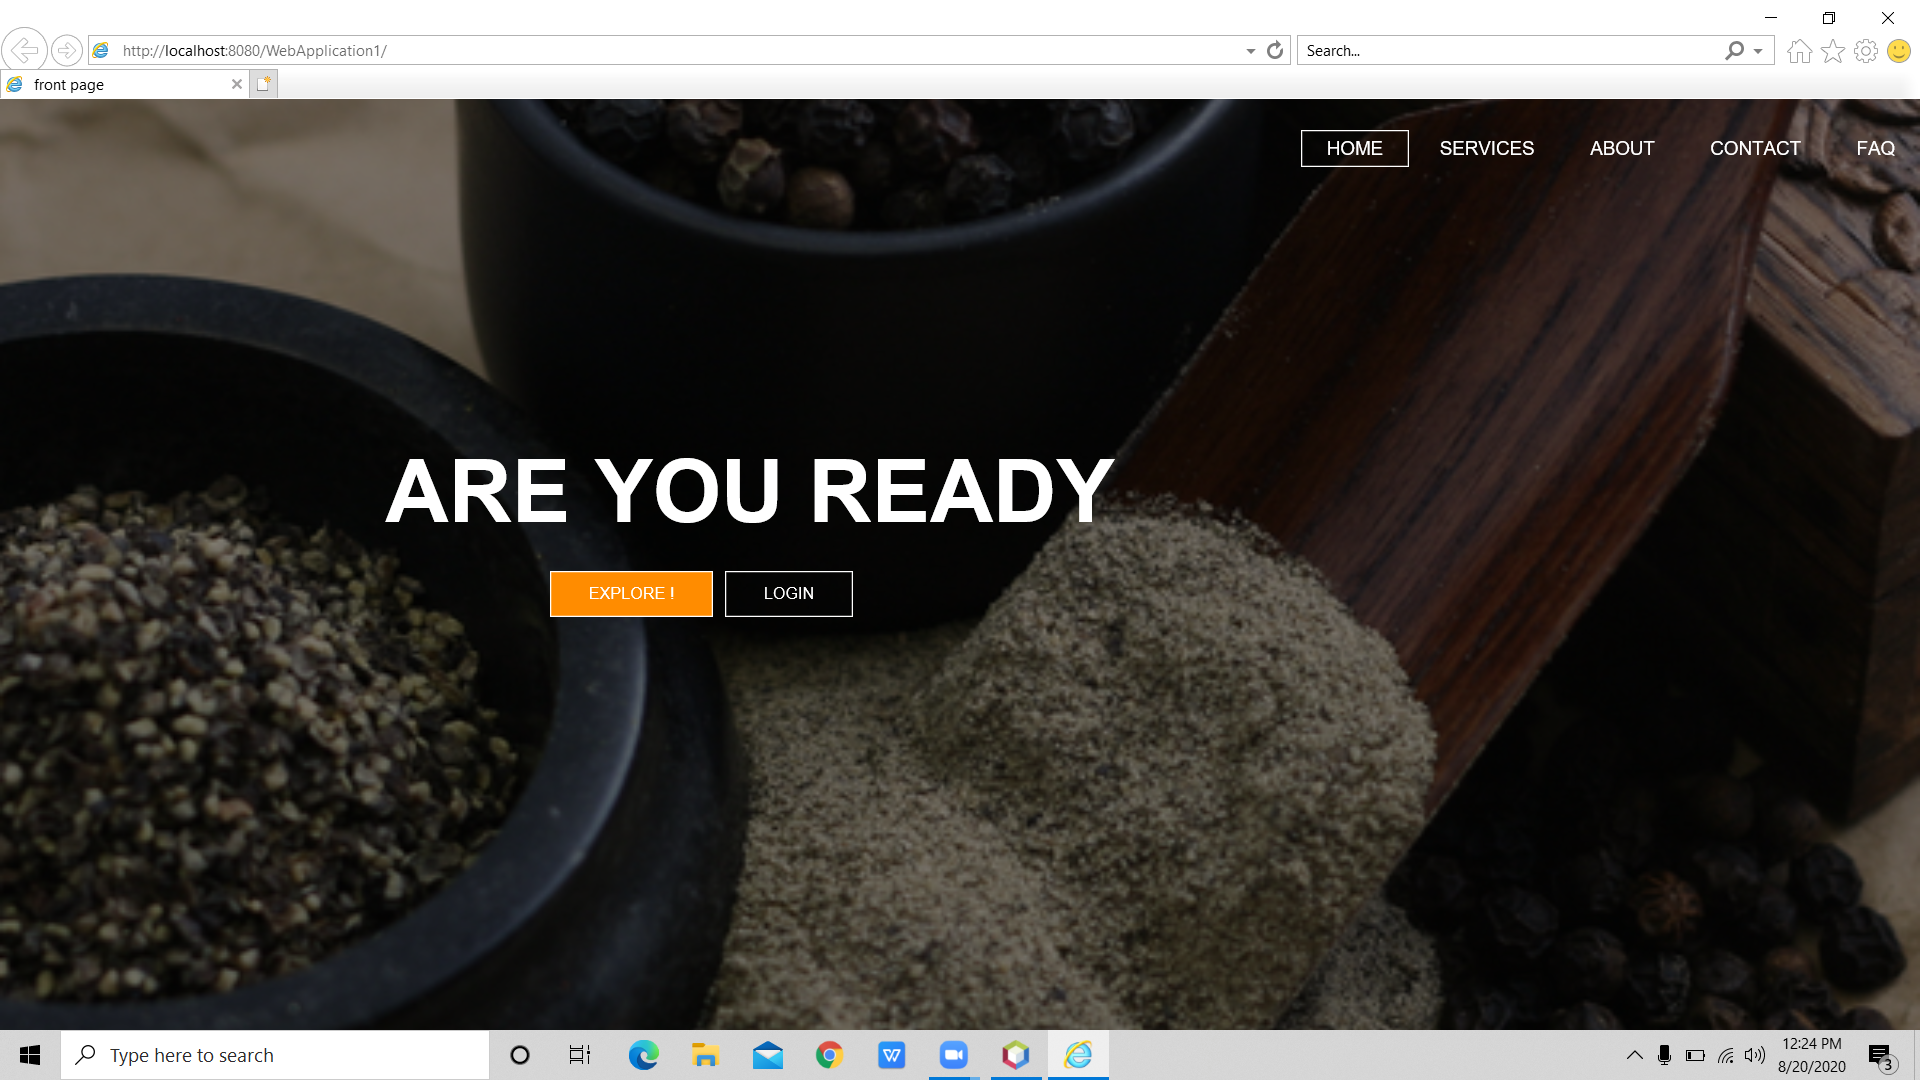 http://localhost:8080/WebApplication1/
Search...
front page
HOME SERVICES ABOUT CONTACT FAQ
ARE YOU READY
EXPLORE ! LOGIN
Type here to search
12:24 PM
8/20/2020
3